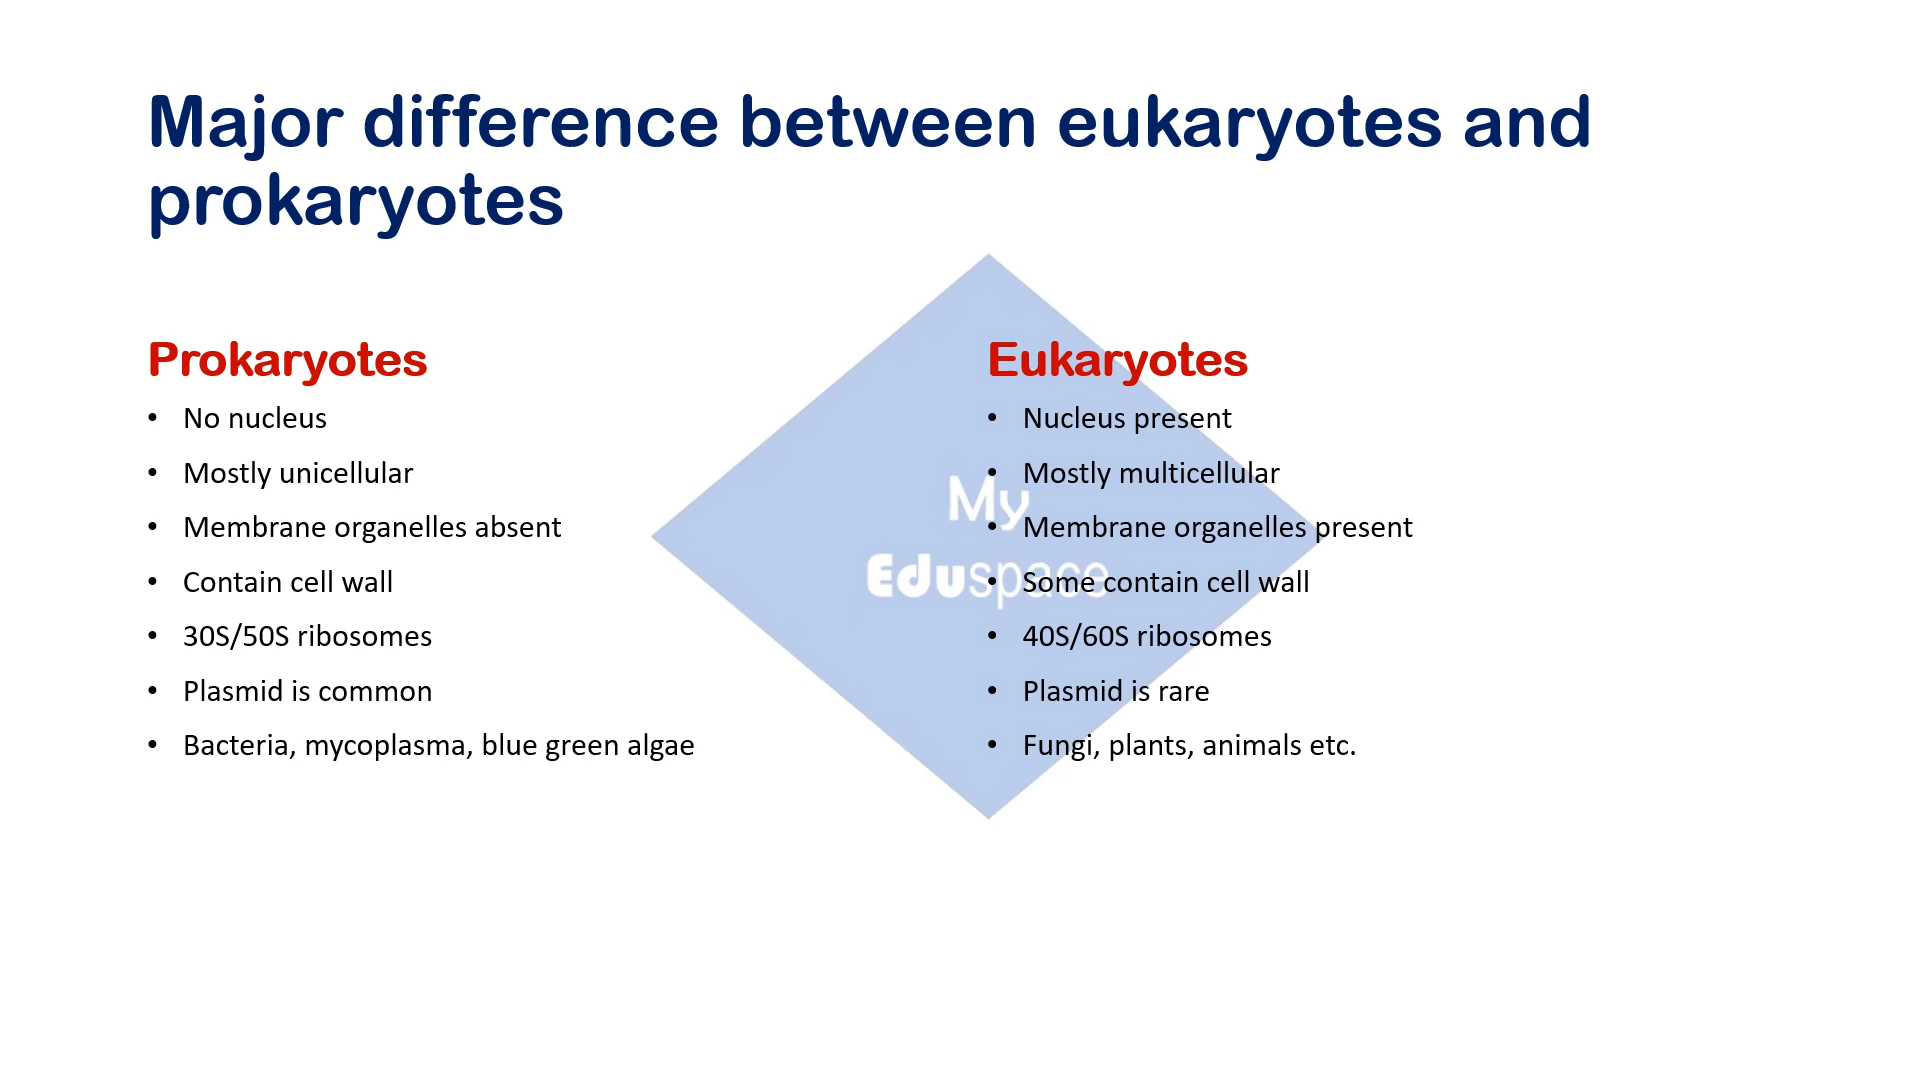 Major difference between eukaryotes and
prokaryotes
Prokaryotes
• No nucleus
• Mostly unicellular
• Membrane organelles absent
• Contain cell wall
• 30S/50S ribosomes
• Plasmid is common
• Bacteria, mycoplasma, blue green algae
Eukaryotes
• Nucleus present
• Mostly multicellular
• Membrane organelles present
• Some contain cell wall
• 40S/60S ribosomes
• Plasmid is rare
• Fungi, plants, animals etc.
My
Eduspace